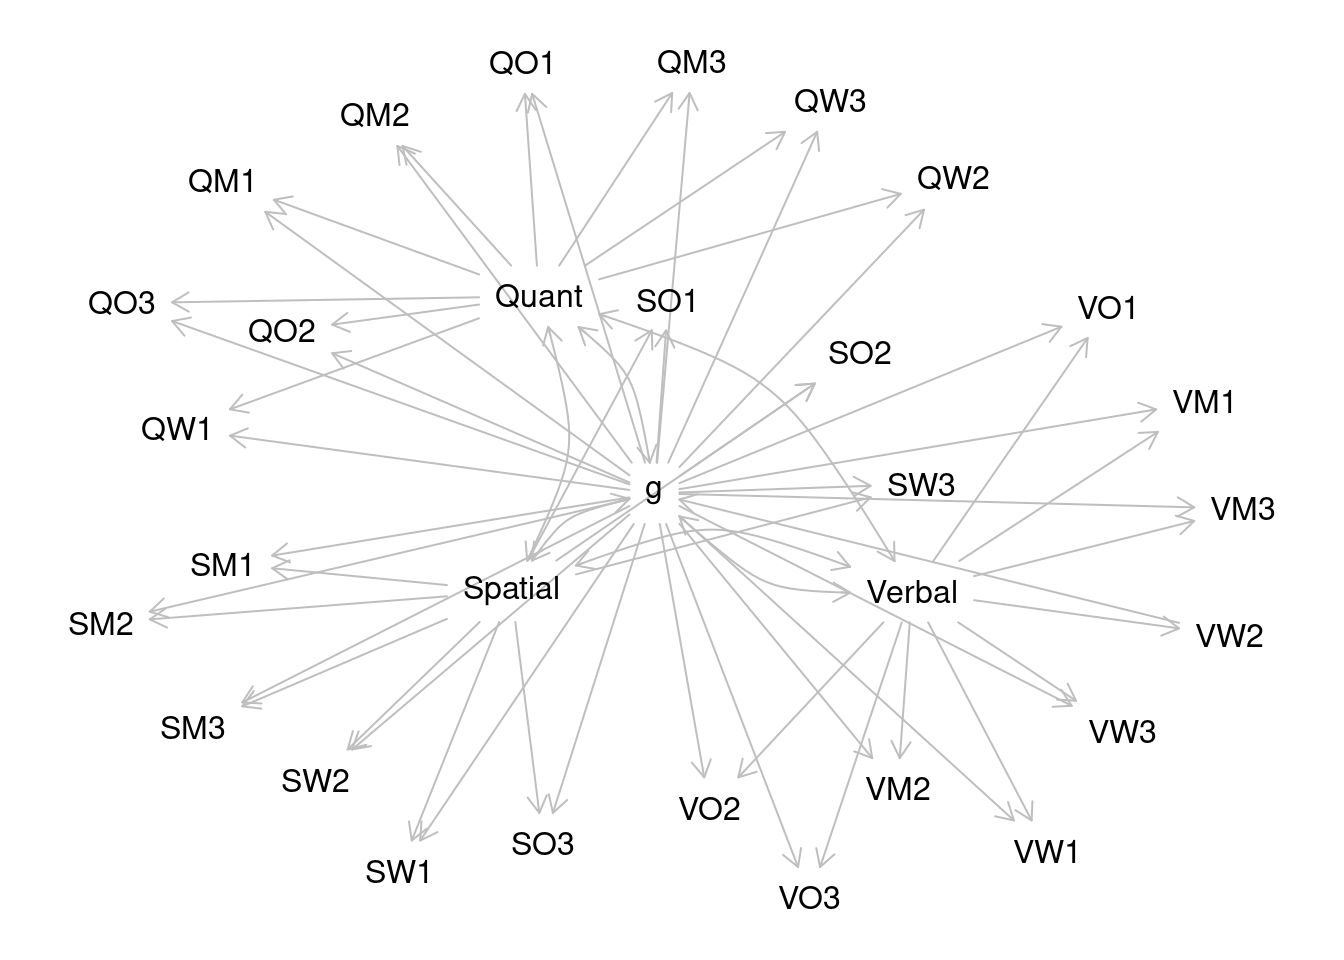 QO1
QM3
QW3
QM2
QW2
QM1
Quant
SO1
QO3
VO1
QO2
SO2
VM1
QW1
g
SW3
VM3
SM1
Spatial
Verbal
SM2
VW2
SM3
VW3
SW2
VM2
VO2
SO3
VW1
SW1
VO3